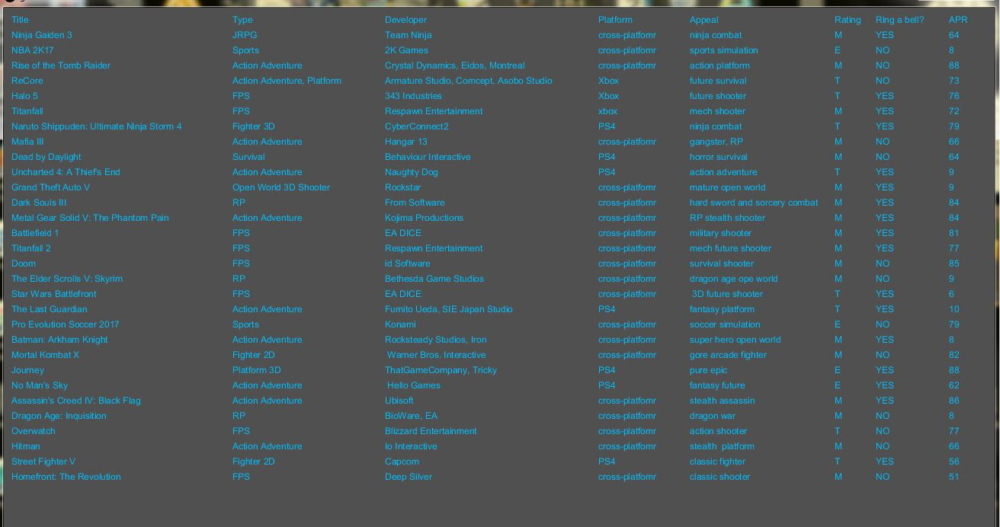 Title Type Developer Platform Appeal Rating Ring a bell? APR
Ninja Gaiden 3 JRPG Team Ninja cross-platfomr ninja combat M YES 64
NBA 2K17 Sports 2K Games cross-platfomr sports simulation E NO 8
Rise of the Tomb Raider Action Adventure Crystal Dynamics, Eidos, Montreal cross-platfomr action platform M NO 88
ReCore Action Adventure, Platform Armature Studio, Comcept, Asobo Studio Xbox future survival T NO 73
Halo 5 FPS 343 Industries Xbox future shooter T YES 76
Titanfall FPS Respawn Entertainment xbox mech shooter M YES 72
Naruto Shippuden: Ultimate Ninja Storm 4 Fighter 3D CyberConnect2 PS4 ninja combat T YES 79
Mafia III Action Adventure Hangar 13 cross-platfomr gangster, RP M NO 66
Dead by Daylight Survival Behaviour Interactive PS4 horror survival M NO 64
Uncharted 4: A Thief's End Action Adventure Naughty Dog PS4 action adventure T YES 9
Grand Theft Auto V Open World 3D Shooter Rockstar cross-platfomr mature open world M YES 9
Dark Souls III RP From Software cross-platfomr hard sword and sorcery combat M YES 84
Metal Gear Solid V: The Phantom Pain Action Adventure Kojima Productions cross-platfomr RP stealth shooter M YES 84
Battlefield 1 FPS EA DICE cross-platfomr military shooter M YES 81
Titanfall 2 FPS Respawn Entertainment cross-platfomr mech future shooter M YES 77
Doom FPS id Software cross-platfomr survival shooter M NO 85
The Elder Scrolls V: Skyrim RP Bethesda Game Studios cross-platfomr dragon age ope world M NO 9
Star Wars Battlefront FPS EA DICE cross-platfomr 3D future shooter T YES 6
The Last Guardian Action Adventure Fumito Ueda, SIE Japan Studio PS4 fantasy platform T YES 10
Pro Evolution Soccer 2017 Sports Konami cross-platfomr soccer simulation E NO 79
Batman: Arkham Knight Action Adventure Rocksteady Studios, Iron cross-platfomr super hero open world M YES 8
Mortal Kombat X Fighter 2D Warner Bros. Interactive cross-platfomr gore arcade fighter M NO 82
Journey Platform 3D ThatGameCompany, Tricky PS4 pure epic E YES 88
No Man's Sky Action Adventure Hello Games PS4 fantasy future E YES 62
Assassin's Creed IV: Black Flag Action Adventure Ubisoft cross-platfomr stealth assassin M YES 86
Dragon Age: Inquisition RP BioWare, EA cross-platfomr dragon war M NO 8
Overwatch FPS Blizzard Entertainment cross-platfomr action shooter T NO 77
Hitman Action Adventure Io Interactive cross-platfomr stealth platform M NO 66
Street Fighter V Fighter 2D Capcom PS4 classic fighter T YES 56
Homefront: The Revolution FPS Deep Silver cross-platfomr classic shooter M NO 51